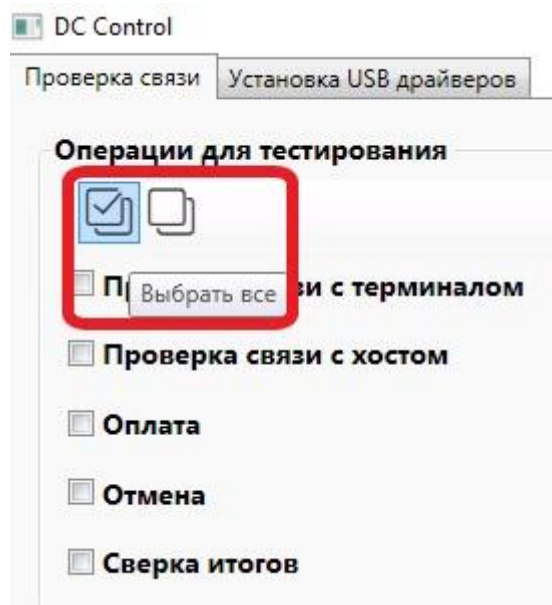 DC Control
Проверка связи Установка USB драйверов
Операции для тестирования
Выбрать все
с терминалом
Проверка связи с хостом
Оплата
Отмена
Сверка итогов